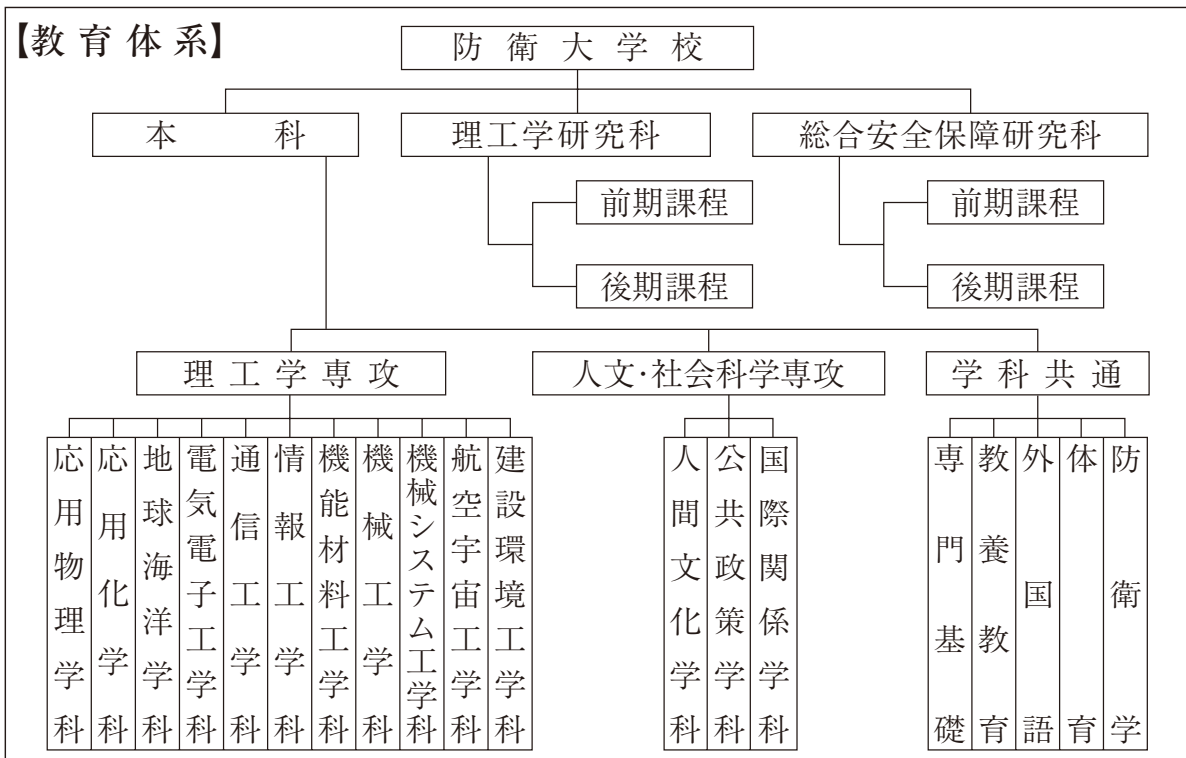 【教育体系】
防衛大学校
本科
理工学研究科
総合安全保障研究科
前期課程
後期課程
前期課程
後期課程
理工学専攻
人文・社会科学専攻
学科共通
応用物理学科
応用化学科
地球海洋学科
電気電子工学科
通信工学科
情報工学科
機能材料工学科
機械工学科
機械システム工学科
航空宇宙工学科
建設環境工学科
人間文化学科
公共政策学科
国際関係学科
専門基礎
教養教育
外国語
体育
防衛学